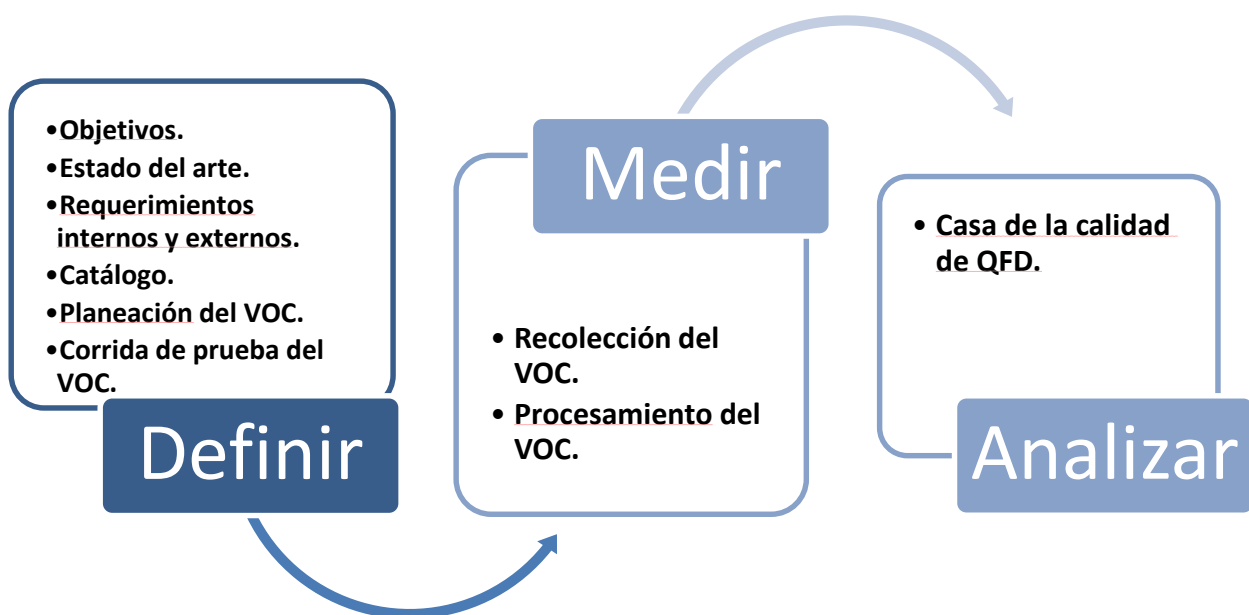 •Objetivos.
•Estado del arte.
•Requerimientos
internos y externos.
•Catálogo.
•Planeación del VOC.
•Corrida de prueba del
VOC.
Definir
Medir
• Recolección del
VOC.
• Procesamiento del
VOC.
• Casa de la calidad
de QFD.
Analizar